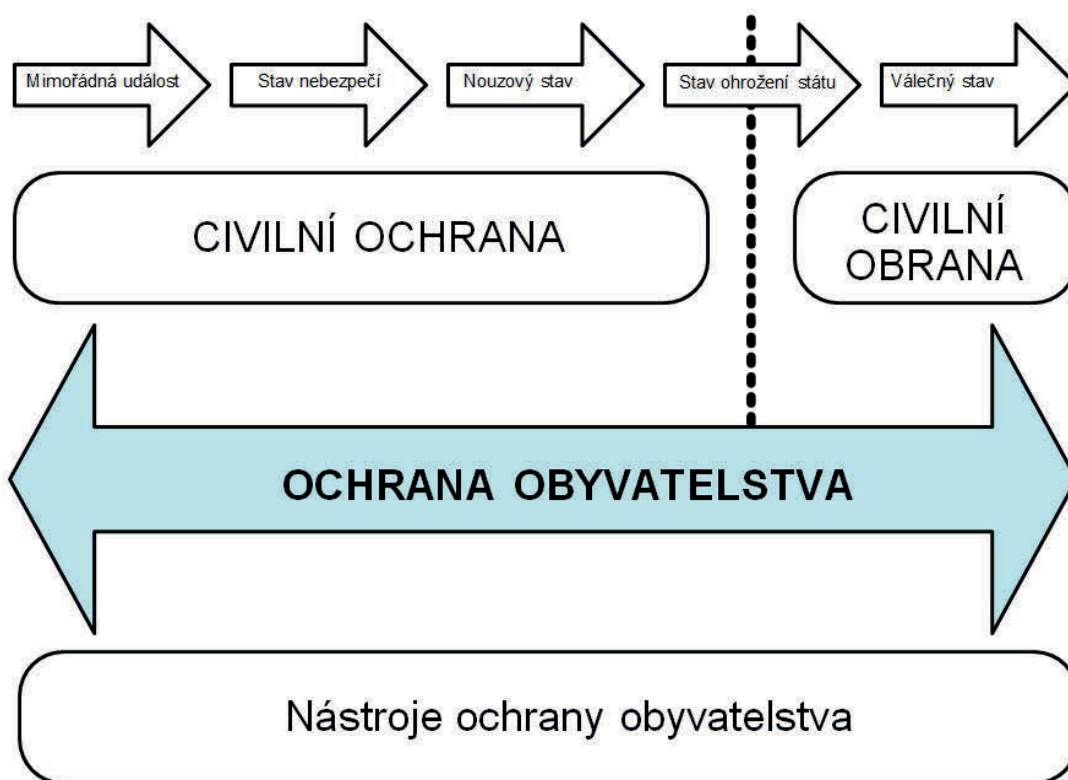 Mimořádná událost
Stav nebezpečí
Nouzový stav
Stav ohrožení státu
Válečný stav
CIVILNÍ OCHRANA
CIVILNÍ
OBRANA
OCHRANA OBYVATELSTVA
Nástroje ochrany obyvatelstva